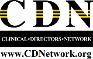 CDN
CLINICAL • DIRECTORS • NETWORK
www.CDNetwork.org